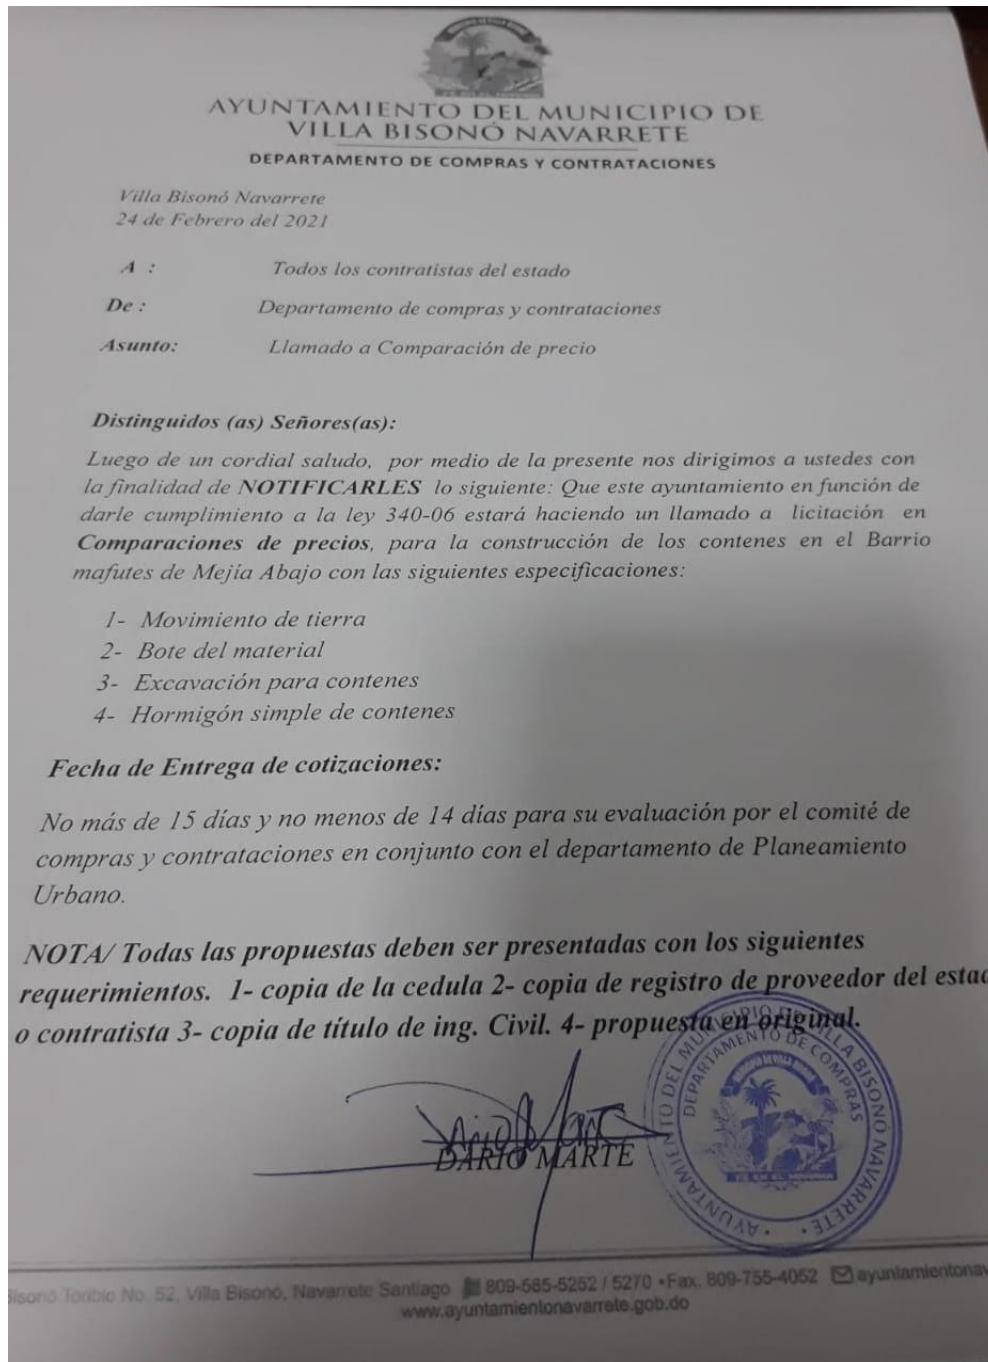 AYUNTAMIENTO DEL MUNICIPIO DE
VILLA BISONÓ NAVARRETE
DEPARTAMENTO DE COMPRAS Y CONTRATACIONES
Villa Bisonó Navarrete
24 de Febrero del 2021
A : Todos los contratistas del estado
De : Departamento de compras y contrataciones
Asunto: Llamado a Comparación de precio
Distinguidos (as) Señores(as):
Luego de un cordial saludo, por medio de la presente nos dirigimos a ustedes con
la finalidad de NOTIFICARLES lo siguiente: Que este ayuntamiento en función de
darle cumplimiento a la ley 340-06 estará haciendo un llamado a licitación en
Comparaciones de precios, para la construcción de los contenes en el Barrio
mafutes de Mejía Abajo con las siguientes especificaciones:
1- Movimiento de tierra
2- Bote del material
3- Excavación para contenes
4- Hormigón simple de contenes
Fecha de Entrega de cotizaciones:
No más de 15 días y no menos de 14 días para su evaluación por el comité de
compras y contrataciones en conjunto con el departamento de Planeamiento
Urbano.
NOTA/ Todas las propuestas deben ser presentadas con los siguientes
requerimientos. 1- copia de la cedula 2- copia de registro de proveedor del estad
o contratista 3- copia de título de ing. Civil. 4- propuesta en original.
DARIO MARTE
AYUNTAMIENTO DEL MUNICIPIO DE VILLA BISONÓ NAVARRETE
DEPARTAMENTO DE COMPRAS
Bisonó Toribio No. 52, Villa Bisonó, Navarrete Santiago 809-585-5252 / 5270 •Fax. 809-755-4052 ayuntamientonav
www.ayuntamientonavarrete.gob.do